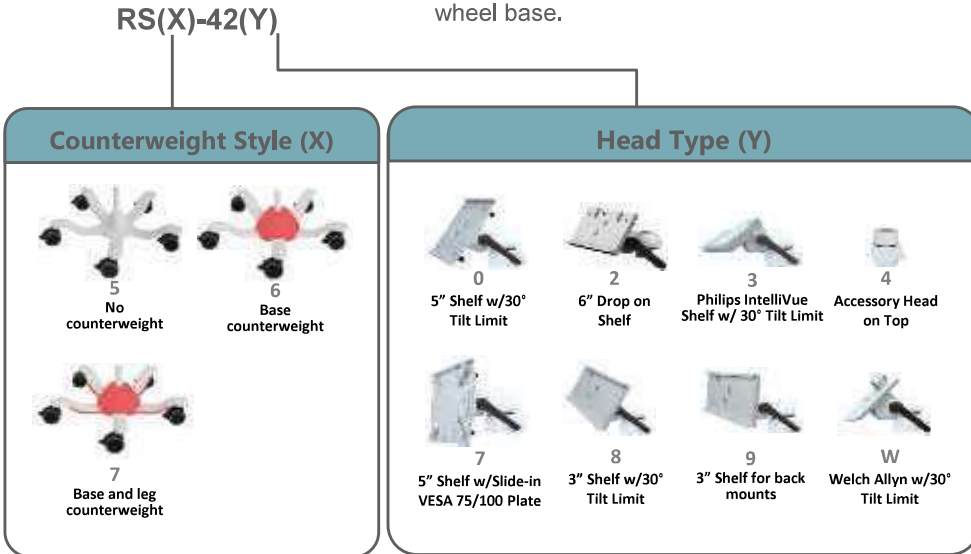 RS(X)-42(Y)
wheel base.
Counterweight Style (X)
5
No
counterweight
6
Base
counterweight
7
Base and leg
counterweight
Head Type (Y)
0
5” Shelf w/30°
Tilt Limit
2
6” Drop on
Shelf
3
Philips IntelliVue
Shelf w/ 30° Tilt Limit
4
Accessory Head
on Top
7
5” Shelf w/Slide-in
VESA 75/100 Plate
8
3” Shelf w/30°
Tilt Limit
9
3” Shelf for back
mounts
W
Welch Allyn w/30°
Tilt Limit